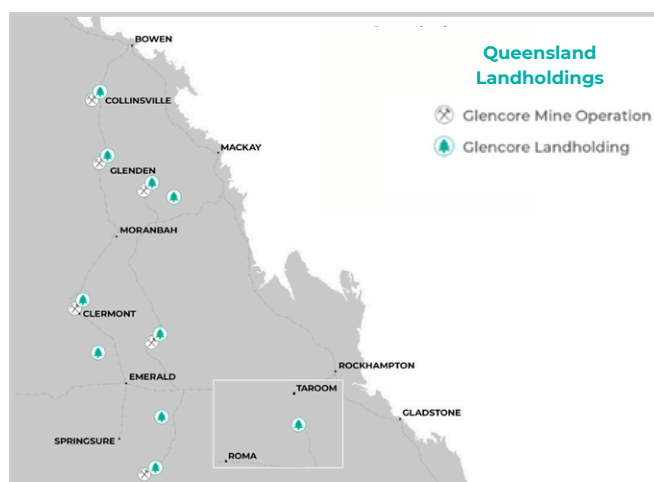 BOWEN
Queensland
Landholdings
COLLINSVILLE
Glencore Mine Operation
Glencore Landholding
MACKAY
GLENDEN
MORANBAH
CLERMONT
ROCKHAMPTON
EMERALD
TAROOM
GLADSTONE
SPRINGSURE
ROMA